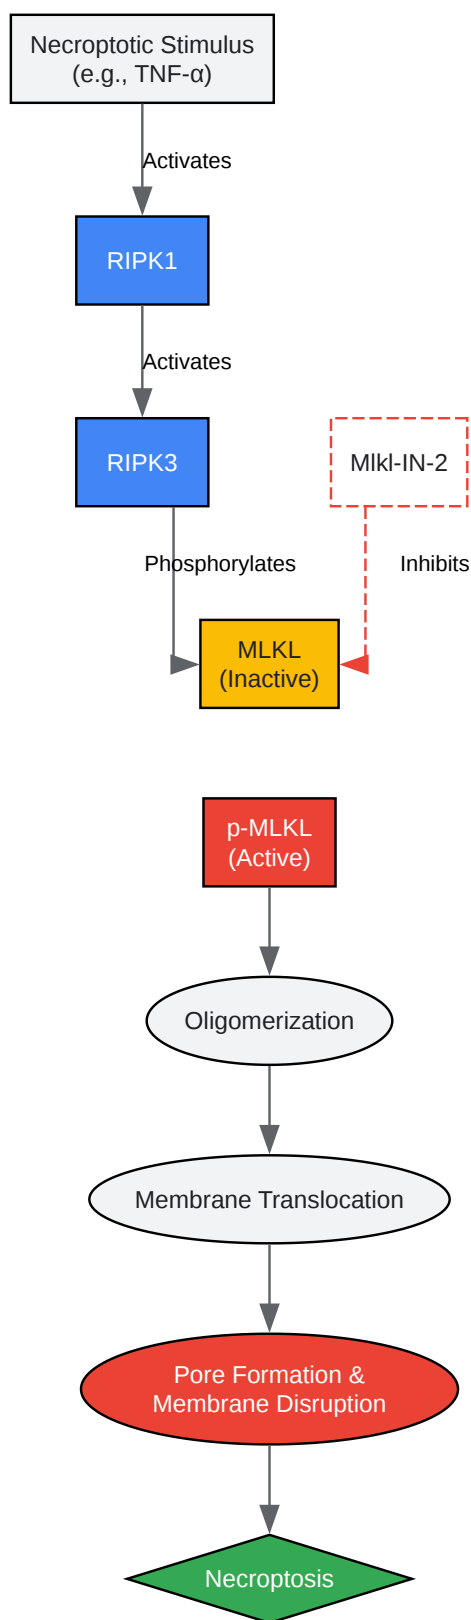 Necroptotic Stimulus
(e.g., TNF-α)
Activates
RIPK1
Activates
RIPK3
Mlkl-IN-2
Phosphorylates
Inhibits
MLKL
(Inactive)
p-MLKL
(Active)
Oligomerization
Membrane Translocation
Pore Formation &
Membrane Disruption
Necroptosis